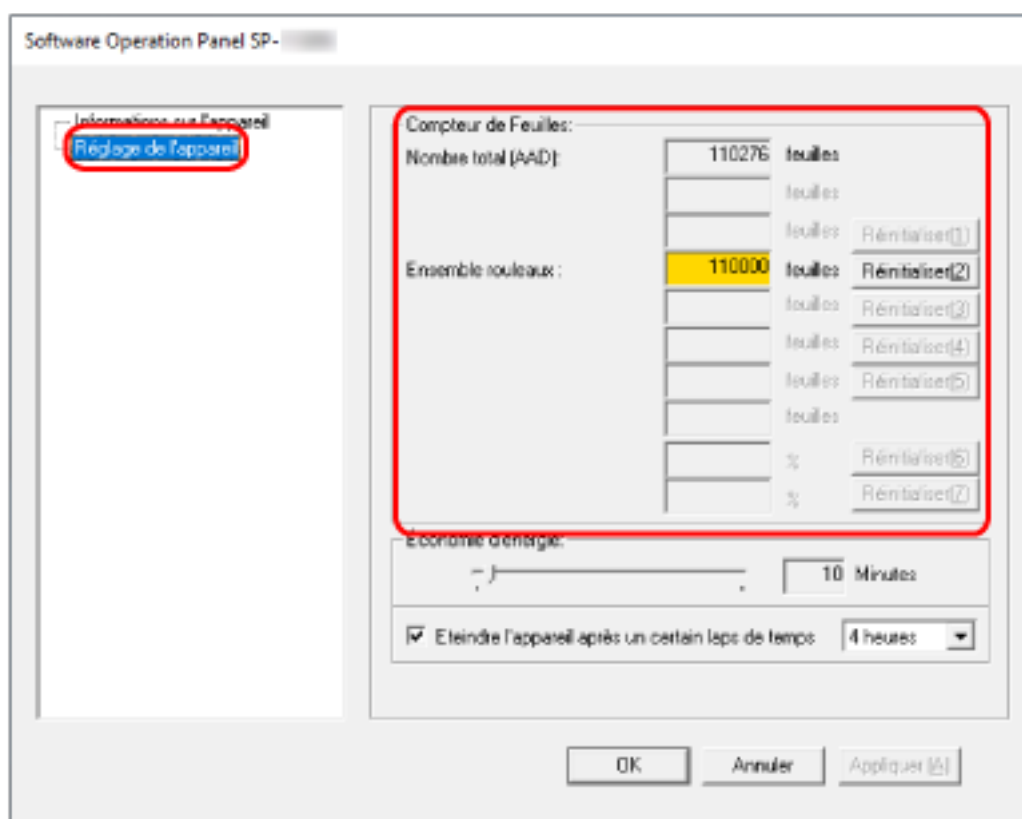 Software Operation Panel SP-
Informations sur l'appareil
Réglage de l'appareil
Compteur de Feuilles:
Nombre total (AAD): 110276 feuilles
feuilles
feuilles Réinitialiser(1)
Ensemble rouleaux : 110000 feuilles Réinitialiser(2)
feuilles Réinitialiser(3)
feuilles Réinitialiser(4)
feuilles Réinitialiser(5)
feuilles
% Réinitialiser(6)
% Réinitialiser(7)
Économie d'énergie:
10 Minutes
Eteindre l'appareil après un certain laps de temps 4 heures
OK Annuler Appliquer (A)